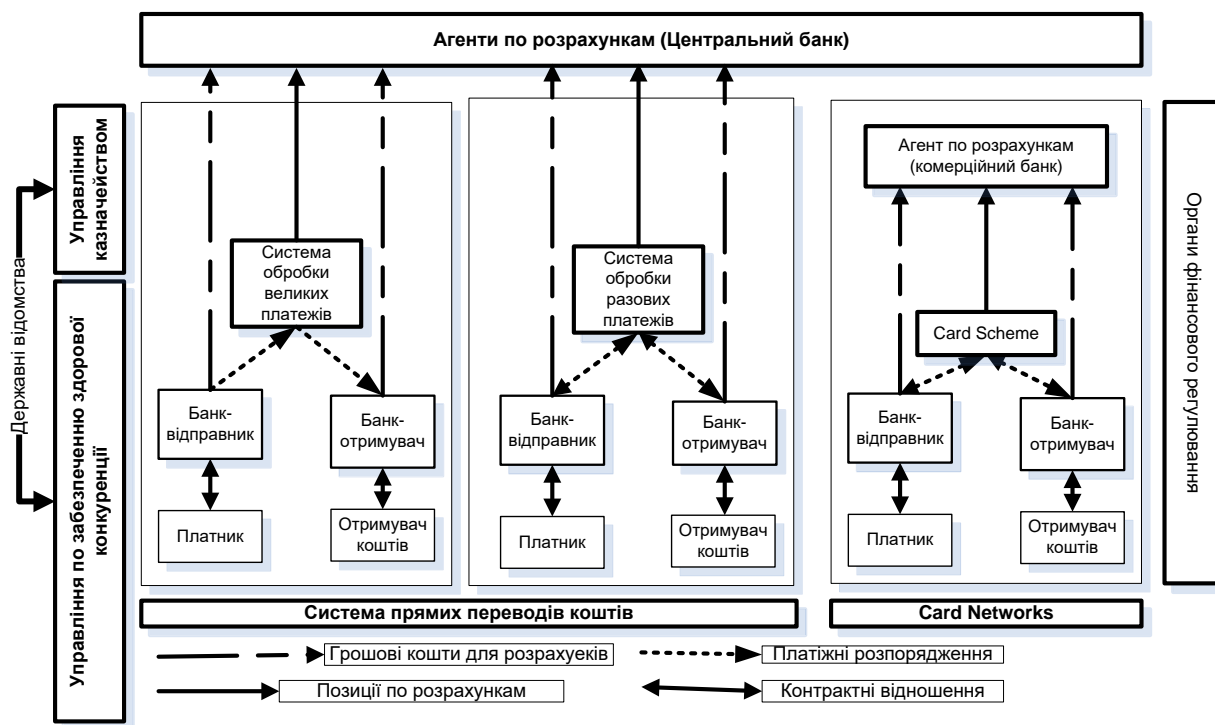 Агенти по розрахункам (Центральний банк)
Державні відомства
Управління
казначейством
Управління по забезпеченню здорової
конкуренції
Система
обробки
великих
платежів
Банк-
відправник
Банк-
отримувач
Платник
Отримувач
коштів
Система
обробки
разових
платежів
Банк-
відправник
Банк-
отримувач
Платник
Отримувач
коштів
Агент по розрахункам
(комерційний банк)
Card Scheme
Банк-
відправник
Банк-
отримувач
Платник
Отримувач
коштів
Органи фінансового регулювання
Система прямих переводів коштів
Card Networks
Грошові кошти для розрахуеків
Платіжні розпорядження
Позиції по розрахункам
Контрактні відношення